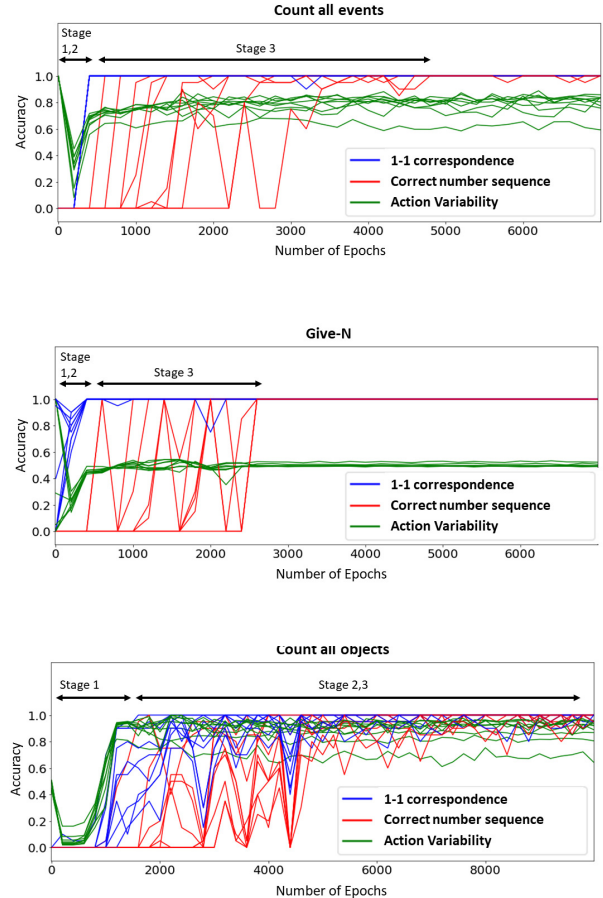 Count all events
Stage
1,2
Stage 3
1.0
0.8
0.6
0.4
0.2
0.0
Accuracy
1-1 correspondence
Correct number sequence
Action Variability
0 1000 2000 3000 4000 5000 6000
Number of Epochs
Give-N
Stage
1,2
Stage 3
1.0
0.8
0.6
0.4
0.2
0.0
Accuracy
1-1 correspondence
Correct number sequence
Action Variability
0 1000 2000 3000 4000 5000 6000
Number of Epochs
Count all objects
Stage 1
Stage 2,3
1.0
0.8
0.6
0.4
0.2
0.0
Accuracy
1-1 correspondence
Correct number sequence
Action Variability
0 2000 4000 6000 8000
Number of Epochs